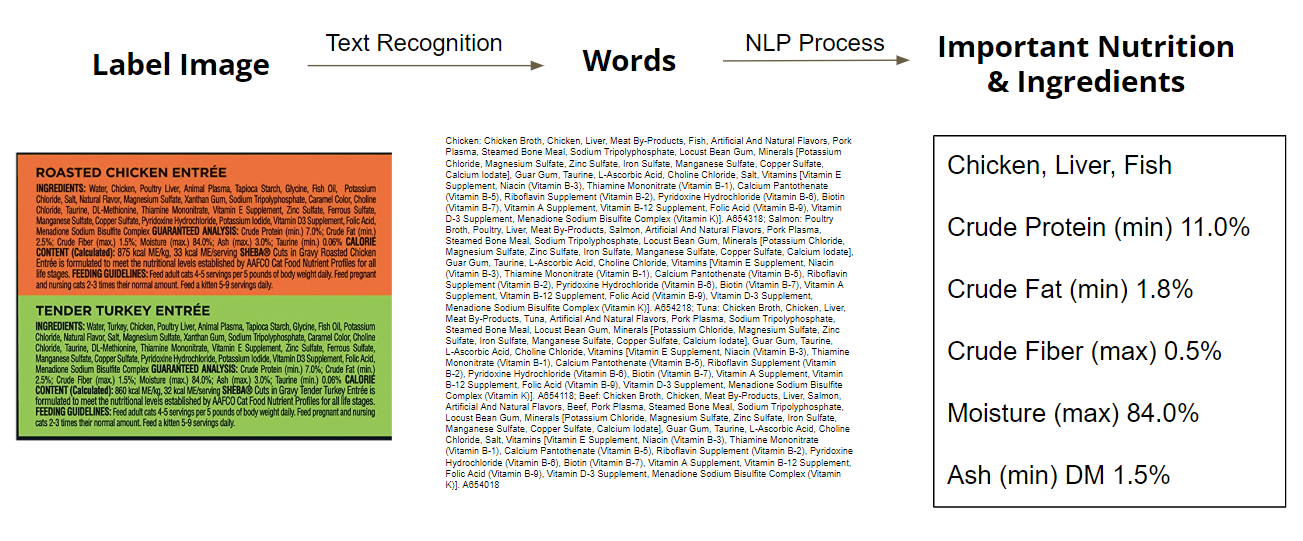 Label Image
Text Recognition
Words
NLP Process
Important Nutrition
& Ingredients
ROASTED CHICKEN ENTRÉE
INGREDIENTS: Water, Chicken, Poultry Liver, Animal Plasma, Tapioca Starch, Glycine, Fish Oil, Potassium
Chloride, Salt, Natural Flavor, Magnesium Sulfate, Xanthan Gum, Sodium Tripolyphosphate, Caramel Color, Choline
Chloride, Taurine, DL-Methionine, Thiamine Mononitrate, Vitamin E Supplement, Zinc Sulfate, Ferrous Sulfate,
Manganese Sulfate, Copper Sulfate, Pyridoxine Hydrochloride, Potassium Iodide, Vitamin D3 Supplement, Folic Acid,
Menadione Sodium Bisulfite Complex GUARANTEED ANALYSIS: Crude Protein (min.) 7.0%; Crude Fat (min.)
2.5%; Crude Fiber (max.) 1.5%; Moisture (max.) 84.0%; Ash (max.) 3.0%; Taurine (min.) 0.06% CALORIE
CONTENT (Calculated): 875 kcal ME/kg, 33 kcal ME/serving SHEBA® Cuts in Gravy Roasted Chicken
Entrée is formulated to meet the nutritional levels established by AAFCO Cat Food Nutrient Profiles for all
life stages. FEEDING GUIDELINES: Feed adult cats 4-5 servings per 5 pounds of body weight daily. Feed pregnant
and nursing cats 2-3 times their normal amount. Feed a kitten 5-9 servings daily.
TENDER TURKEY ENTRÉE
INGREDIENTS: Water, Turkey, Chicken, Poultry Liver, Animal Plasma, Tapioca Starch, Glycine, Fish Oil, Potassium
Chloride, Natural Flavor, Salt, Magnesium Sulfate, Xanthan Gum, Sodium Tripolyphosphate, Caramel Color, Choline
Chloride, Taurine, DL-Methionine, Thiamine Mononitrate, Vitamin E Supplement, Zinc Sulfate, Ferrous Sulfate,
Manganese Sulfate, Copper Sulfate, Pyridoxine Hydrochloride, Potassium Iodide, Vitamin D3 Supplement, Folic Acid,
Menadione Sodium Bisulfite Complex GUARANTEED ANALYSIS: Crude Protein (min.) 7.0%; Crude Fat (min.)
2.5%; Crude Fiber (max.) 1.5%; Moisture (max.) 84.0%; Ash (max.) 3.0%; Taurine (min.) 0.06% CALORIE
CONTENT (Calculated): 860 kcal ME/kg, 32 kcal ME/serving SHEBA® Cuts in Gravy Tender Turkey Entrée is
formulated to meet the nutritional levels established by AAFCO Cat Food Nutrient Profiles for all life stages.
FEEDING GUIDELINES: Feed adult cats 4-5 servings per 5 pounds of body weight daily. Feed pregnant and nursing
cats 2-3 times their normal amount. Feed a kitten 5-9 servings daily.
Chicken: Chicken Broth, Chicken, Liver, Meat By-Products, Fish, Artificial And Natural Flavors, Pork
Plasma, Steamed Bone Meal, Sodium Tripolyphosphate, Locust Bean Gum, Minerals [Potassium
Chloride, Magnesium Sulfate, Zinc Sulfate, Iron Sulfate, Manganese Sulfate, Copper Sulfate,
Calcium Iodate], Guar Gum, Taurine, L-Ascorbic Acid, Choline Chloride, Salt, Vitamins [Vitamin E
Supplement, Niacin (Vitamin B-3), Thiamine Mononitrate (Vitamin B-1), Calcium Pantothenate
(Vitamin B-5), Riboflavin Supplement (Vitamin B-2), Pyridoxine Hydrochloride (Vitamin B-6), Biotin
(Vitamin B-7), Vitamin A Supplement, Vitamin B-12 Supplement, Folic Acid (Vitamin B-9), Vitamin
D-3 Supplement, Menadione Sodium Bisulfite Complex (Vitamin K)]. A654318; Salmon: Poultry
Broth, Poultry, Liver, Meat By-Products, Salmon, Artificial And Natural Flavors, Pork Plasma,
Steamed Bone Meal, Sodium Tripolyphosphate, Locust Bean Gum, Minerals [Potassium Chloride,
Magnesium Sulfate, Zinc Sulfate, Iron Sulfate, Manganese Sulfate, Copper Sulfate, Calcium Iodate],
Guar Gum, Taurine, L-Ascorbic Acid, Choline Chloride, Vitamins [Vitamin E Supplement, Niacin
(Vitamin B-3), Thiamine Mononitrate (Vitamin B-1), Calcium Pantothenate (Vitamin B-5), Riboflavin
Supplement (Vitamin B-2), Pyridoxine Hydrochloride (Vitamin B-6), Biotin (Vitamin B-7), Vitamin A
Supplement, Vitamin B-12 Supplement, Folic Acid (Vitamin B-9), Vitamin D-3 Supplement,
Menadione Sodium Bisulfite Complex (Vitamin K)]. A654218; Tuna: Chicken Broth, Chicken, Liver,
Meat By-Products, Tuna, Artificial And Natural Flavors, Pork Plasma, Sodium Tripolyphosphate,
Steamed Bone Meal, Locust Bean Gum, Minerals [Potassium Chloride, Magnesium Sulfate, Zinc
Sulfate, Iron Sulfate, Manganese Sulfate, Copper Sulfate, Calcium Iodate], Guar Gum, Taurine,
L-Ascorbic Acid, Choline Chloride, Vitamins [Vitamin E Supplement, Niacin (Vitamin B-3), Thiamine
Mononitrate (Vitamin B-1), Calcium Pantothenate (Vitamin B-5), Riboflavin Supplement (Vitamin
B-2), Pyridoxine Hydrochloride (Vitamin B-6), Biotin (Vitamin B-7), Vitamin A Supplement, Vitamin
B-12 Supplement, Folic Acid (Vitamin B-9), Vitamin D-3 Supplement, Menadione Sodium Bisulfite
Complex (Vitamin K)]. A654118; Beef: Chicken Broth, Chicken, Meat By-Products, Liver, Salmon,
Artificial And Natural Flavors, Beef, Pork Plasma, Steamed Bone Meal, Sodium Tripolyphosphate,
Locust Bean Gum, Minerals [Potassium Chloride, Magnesium Sulfate, Zinc Sulfate, Iron Sulfate,
Manganese Sulfate, Copper Sulfate, Calcium Iodate], Guar Gum, Taurine, L-Ascorbic Acid, Choline
Chloride, Salt, Vitamins [Vitamin E Supplement, Niacin (Vitamin B-3), Thiamine Mononitrate
(Vitamin B-1), Calcium Pantothenate (Vitamin B-5), Riboflavin Supplement (Vitamin B-2), Pyridoxine
Hydrochloride (Vitamin B-6), Biotin (Vitamin B-7), Vitamin A Supplement, Vitamin B-12 Supplement,
Folic Acid (Vitamin B-9), Vitamin D-3 Supplement, Menadione Sodium Bisulfite Complex (Vitamin
K)]. A654018
Chicken, Liver, Fish
Crude Protein (min) 11.0%
Crude Fat (min) 1.8%
Crude Fiber (max) 0.5%
Moisture (max) 84.0%
Ash (min) DM 1.5%